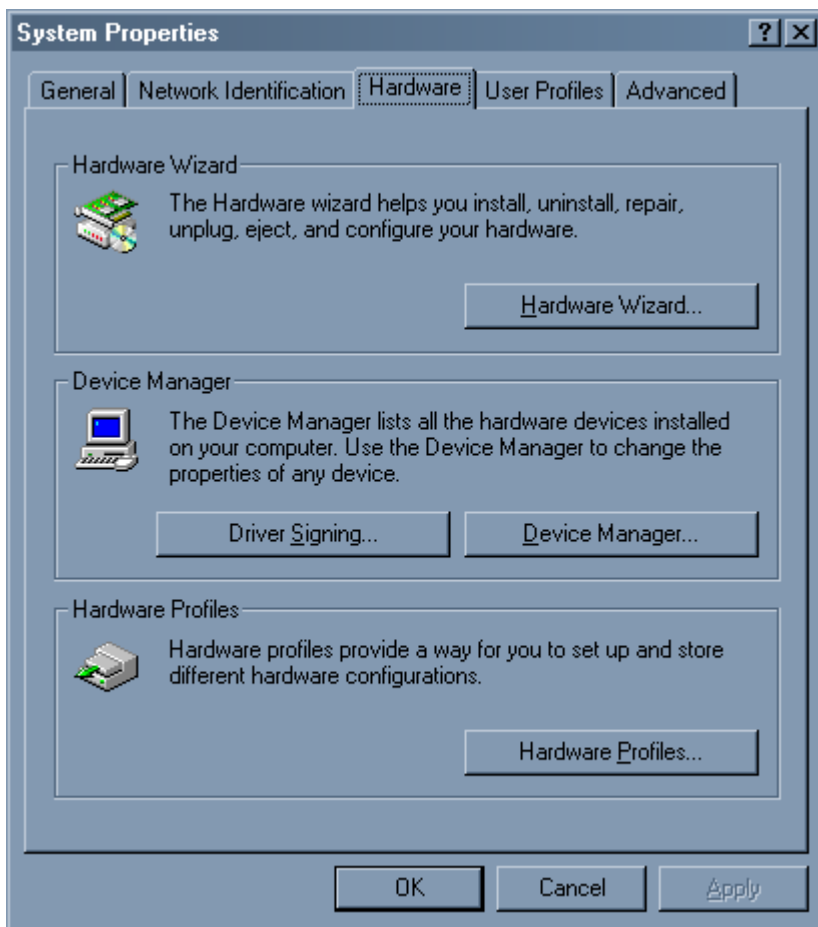 System Properties
General Network Identification Hardware User Profiles Advanced
Hardware Wizard
The Hardware wizard helps you install, uninstall, repair,
unplug, eject, and configure your hardware.
Hardware Wizard...
Device Manager
The Device Manager lists all the hardware devices installed
on your computer. Use the Device Manager to change the
properties of any device.
Driver Signing... Device Manager...
Hardware Profiles
Hardware profiles provide a way for you to set up and store
different hardware configurations.
Hardware Profiles...
OK Cancel Apply